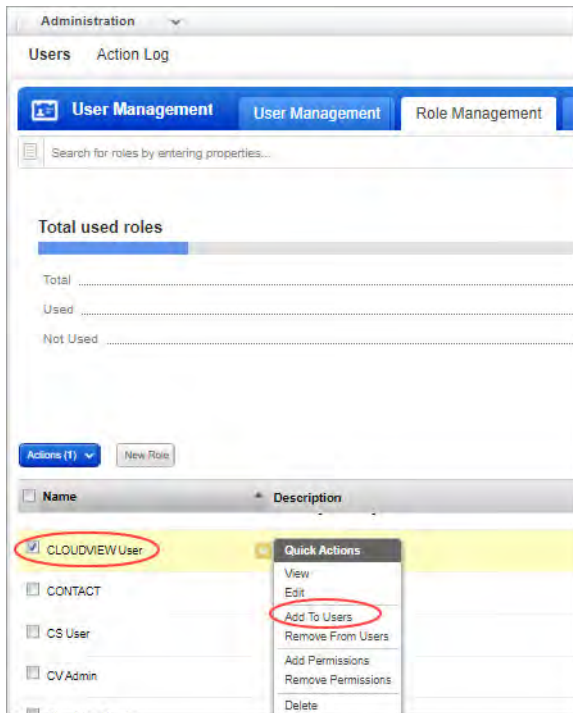 Administration
Users Action Log
User Management User Management Role Management
Search for roles by entering properties...
Total used roles
Total
Used
Not Used
Actions (1) New Role
Name Description
CLOUDVIEW User Quick Actions
View
CONTACT Edit
Add To Users
CS User Remove From Users
Add Permissions
CV Admin Remove Permissions
Delete